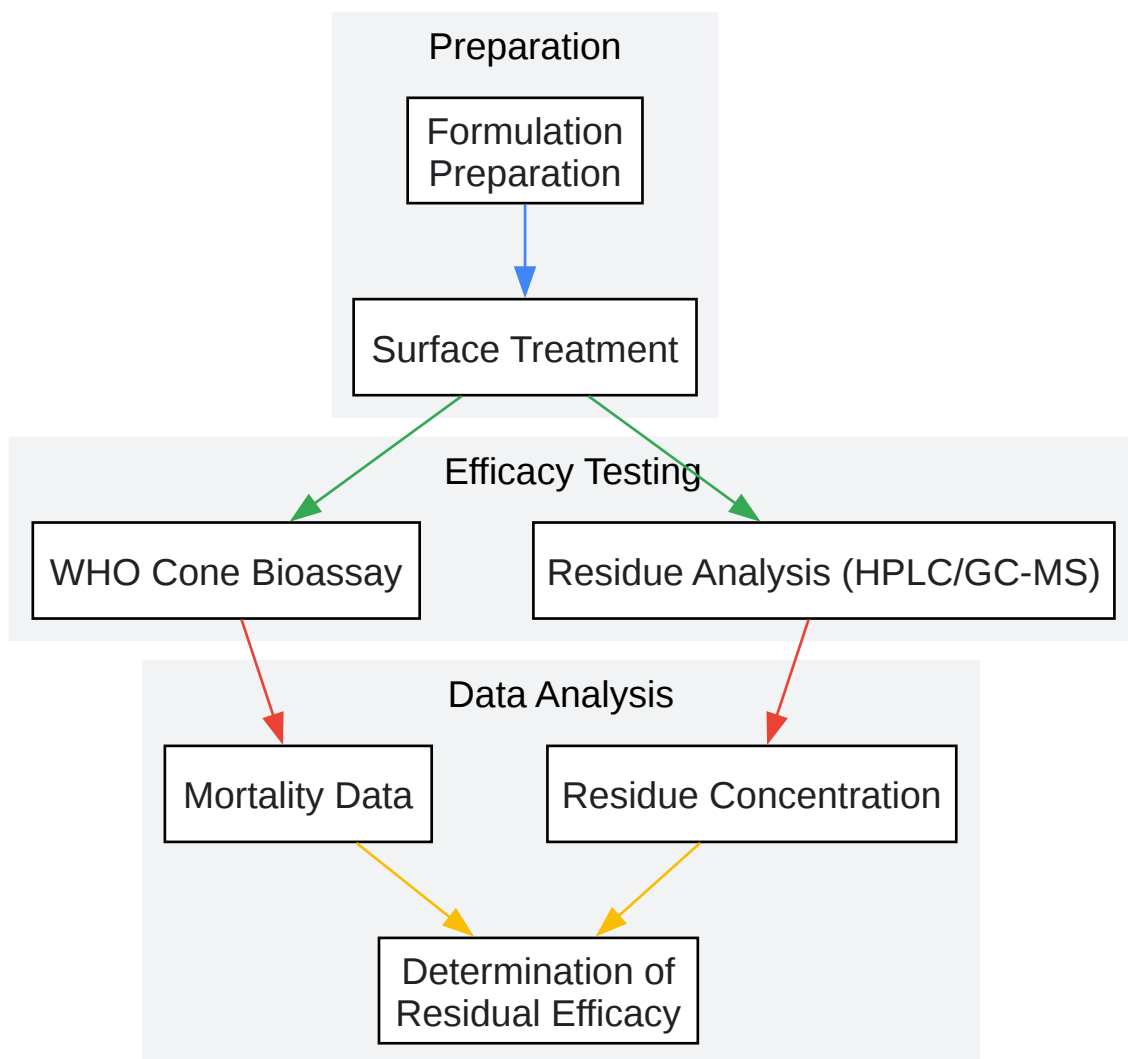 Preparation
Formulation
Preparation
Surface Treatment
Efficacy Testing
WHO Cone Bioassay
Residue Analysis (HPLC/GC-MS)
Data Analysis
Mortality Data
Residue Concentration
Determination of
Residual Efficacy